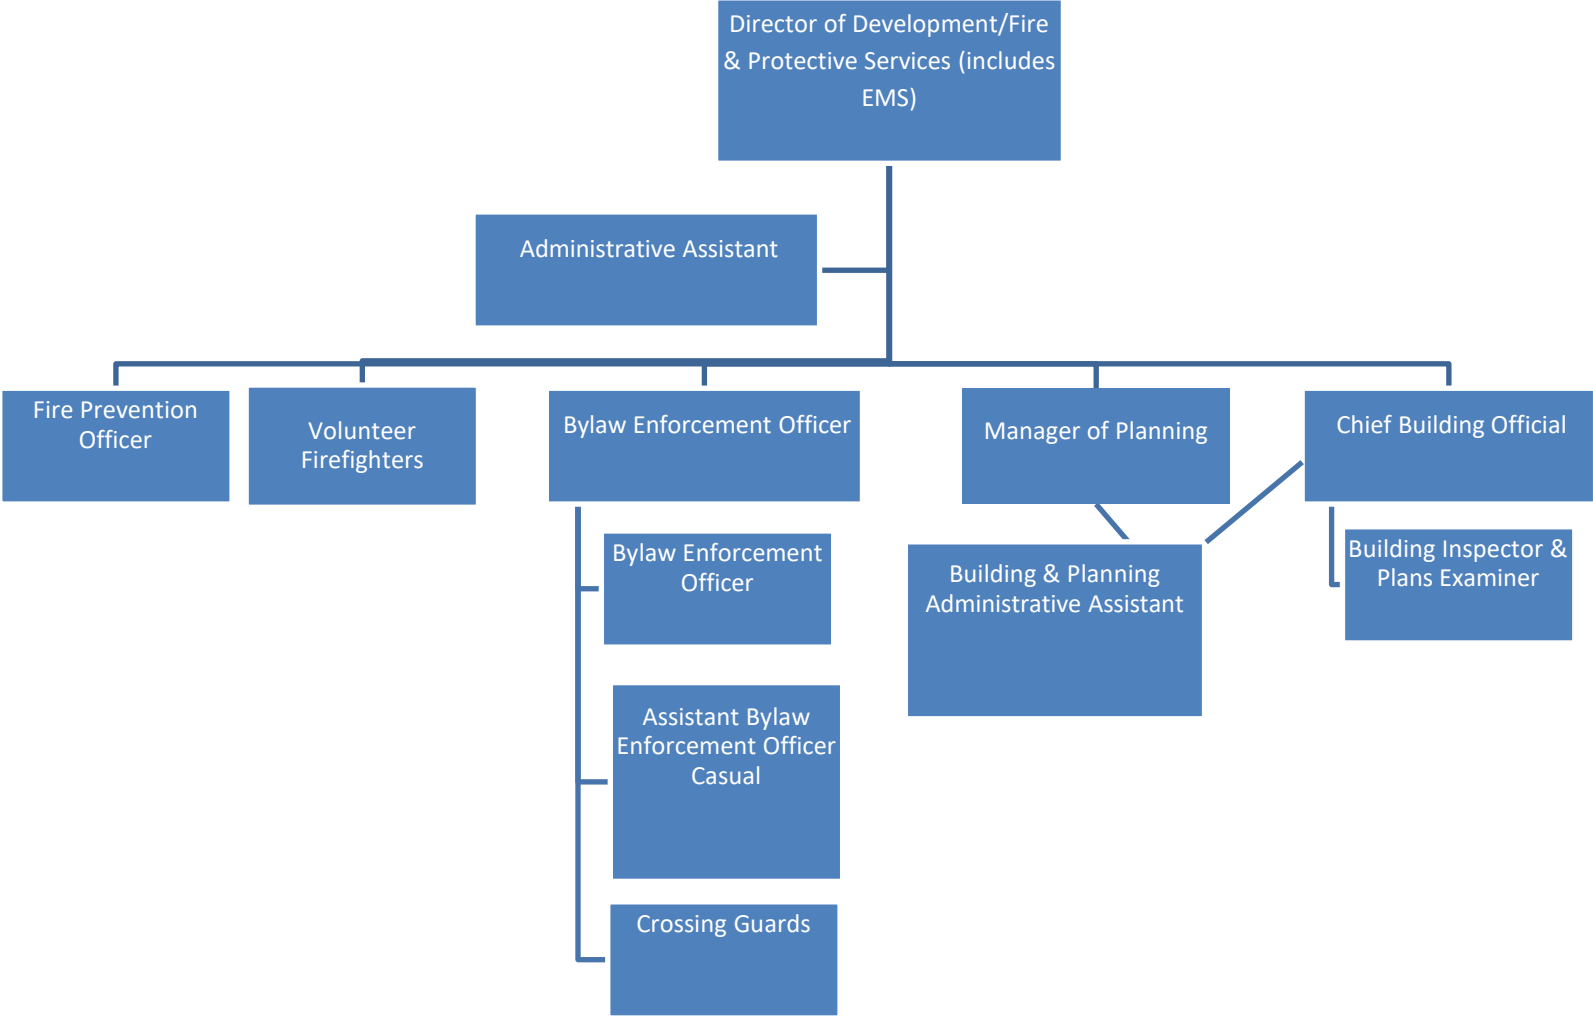 Director of Development/Fire
& Protective Services (includes
EMS)
Administrative Assistant
Fire Prevention
Officer
Volunteer
Firefighters
Bylaw Enforcement Officer
Manager of Planning
Chief Building Official
Bylaw Enforcement
Officer
Building & Planning
Administrative Assistant
Building Inspector &
Plans Examiner
Assistant Bylaw
Enforcement Officer
Casual
Crossing Guards